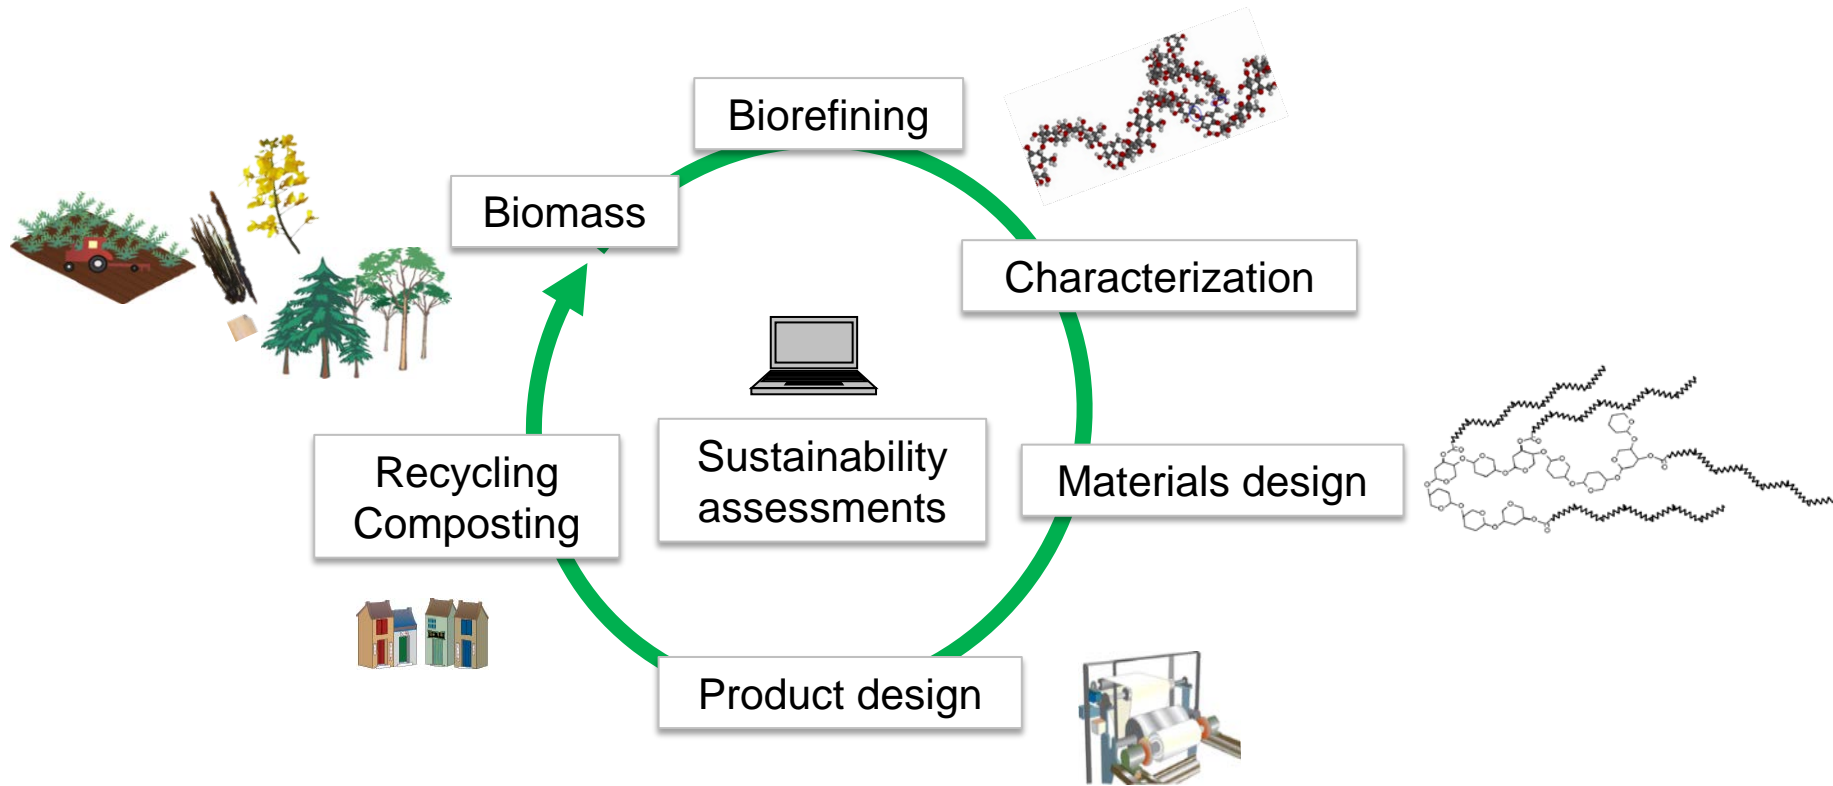 Biorefining
Biomass
Characterization
Sustainability
assessments
Recycling
Composting
Materials design
Product design